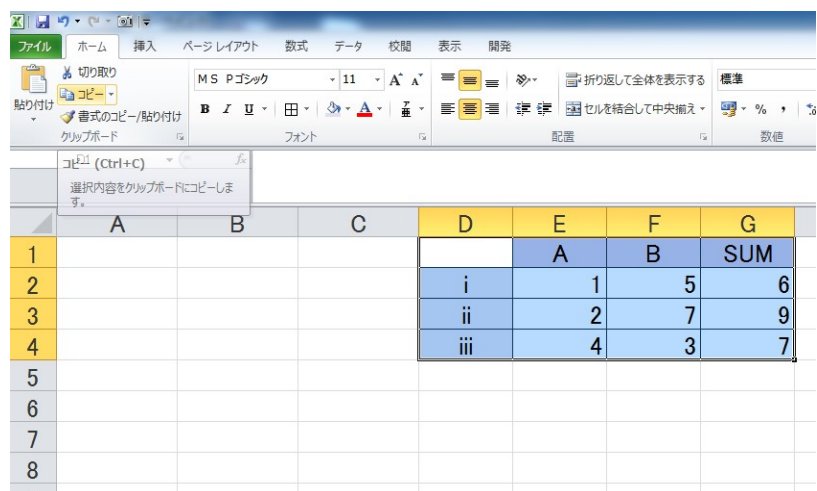 ファイル ホーム 挿入 ページ レイアウト 数式 データ 校閲 表示 開発
切り取り
コピー
書式のコピー/貼り付け
貼り付け
クリップボード
MS Pゴシック 11
B I U
フォント
折り返して全体を表示する
セルを結合して中央揃え
配置
標準
%
数値
コピー (Ctrl+C)
選択内容をクリップボードにコピーしま
す。
A B C D E F G
1 A B SUM
2 i 1 5 6
3 ii 2 7 9
4 iii 4 3 7
5
6
7
8